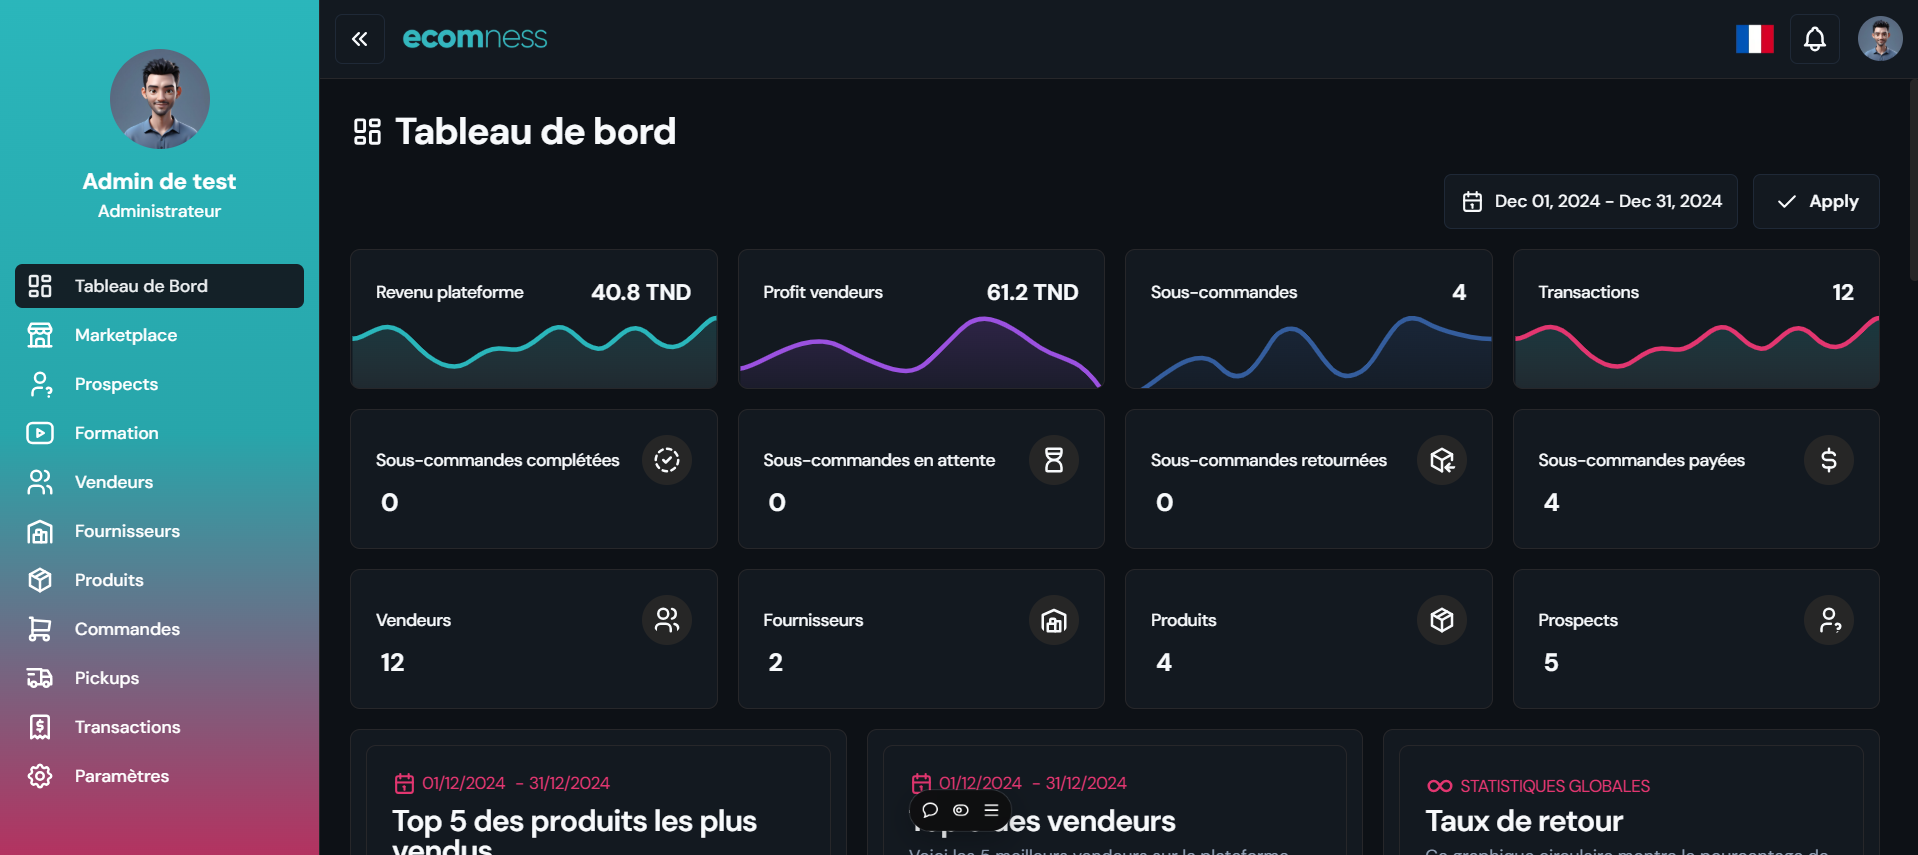 ecomness
Admin de test
Administrateur
Tableau de Bord
Marketplace
Prospects
Formation
Vendeurs
Fournisseurs
Produits
Commandes
Pickups
Transactions
Paramètres
Tableau de bord
Dec 01, 2024 - Dec 31, 2024
Apply
Revenu plateforme 40.8 TND
Profit vendeurs 61.2 TND
Sous-commandes 4
Transactions 12
Sous-commandes complétées
0
Sous-commandes en attente
0
Sous-commandes retournées
0
Sous-commandes payées
4
Vendeurs
12
Fournisseurs
2
Produits
4
Prospects
5
01/12/2024 - 31/12/2024
Top 5 des produits les plus
vendus
01/12/2024 - 31/12/2024
des vendeurs
STATISTIQUES GLOBALES
Taux de retour